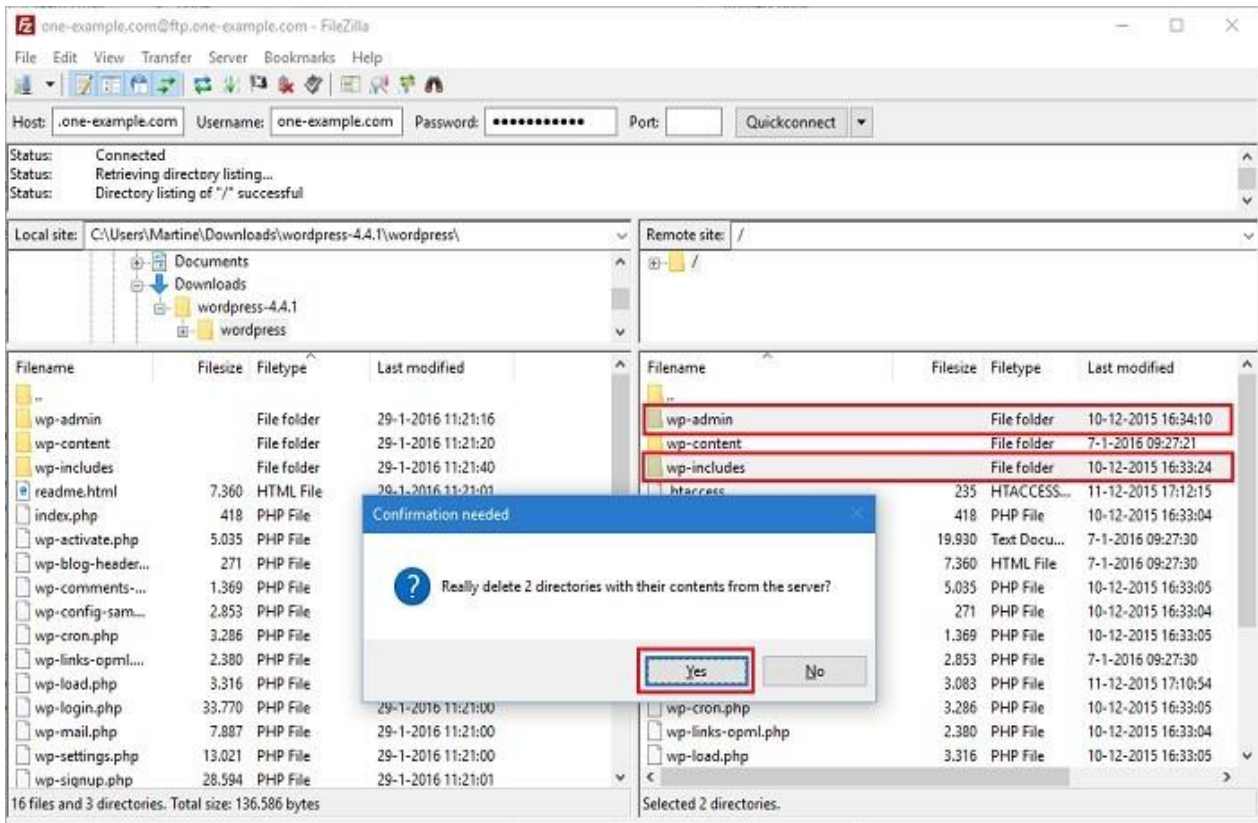 one-example.com@ftp.one-example.com - FileZilla
File Edit View Transfer Server Bookmarks Help
Host: .one-example.com Username: one-example.com Password: ●●●●●●●●●●● Port: Quickconnect
Status: Connected
Status: Retrieving directory listing...
Status: Directory listing of "/" successful
Local site: C:\Users\Martine\Downloads\wordpress-4.4.1\wordpress\
Documents
Downloads
wordpress-4.4.1
wordpress
Remote site: /
/
Filename Filesize Filetype Last modified
..
wp-admin File folder 29-1-2016 11:21:16
wp-content File folder 29-1-2016 11:21:20
wp-includes File folder 29-1-2016 11:21:40
readme.html 7.360 HTML File 29-1-2016 11:21:01
index.php 418 PHP File
wp-activate.php 5.035 PHP File
wp-blog-header... 271 PHP File
wp-comments-... 1.369 PHP File
wp-config-sam... 2.853 PHP File
wp-cron.php 3.286 PHP File
wp-links-opml.... 2.380 PHP File
wp-load.php 3.316 PHP File
wp-login.php 33.770 PHP File 29-1-2016 11:21:00
wp-mail.php 7.887 PHP File 29-1-2016 11:21:00
wp-settings.php 13.021 PHP File 29-1-2016 11:21:00
wp-signup.php 28.594 PHP File 29-1-2016 11:21:01
16 files and 3 directories. Total size: 136.586 bytes
Filename Filesize Filetype Last modified
..
wp-admin File folder 10-12-2015 16:34:10
wp-content File folder 7-1-2016 09:27:21
wp-includes File folder 10-12-2015 16:33:24
.htaccess 235 HTACCESS... 11-12-2015 17:12:15
418 PHP File 10-12-2015 16:33:04
19.930 Text Docu... 7-1-2016 09:27:30
7.360 HTML File 7-1-2016 09:27:30
5.035 PHP File 10-12-2015 16:33:05
271 PHP File 10-12-2015 16:33:04
1.369 PHP File 10-12-2015 16:33:05
2.853 PHP File 7-1-2016 09:27:30
3.083 PHP File 11-12-2015 17:10:54
wp-cron.php 3.286 PHP File 10-12-2015 16:33:05
wp-links-opml.php 2.380 PHP File 10-12-2015 16:33:04
wp-load.php 3.316 PHP File 10-12-2015 16:33:05
Selected 2 directories.
Confirmation needed
Really delete 2 directories with their contents from the server?
Yes No